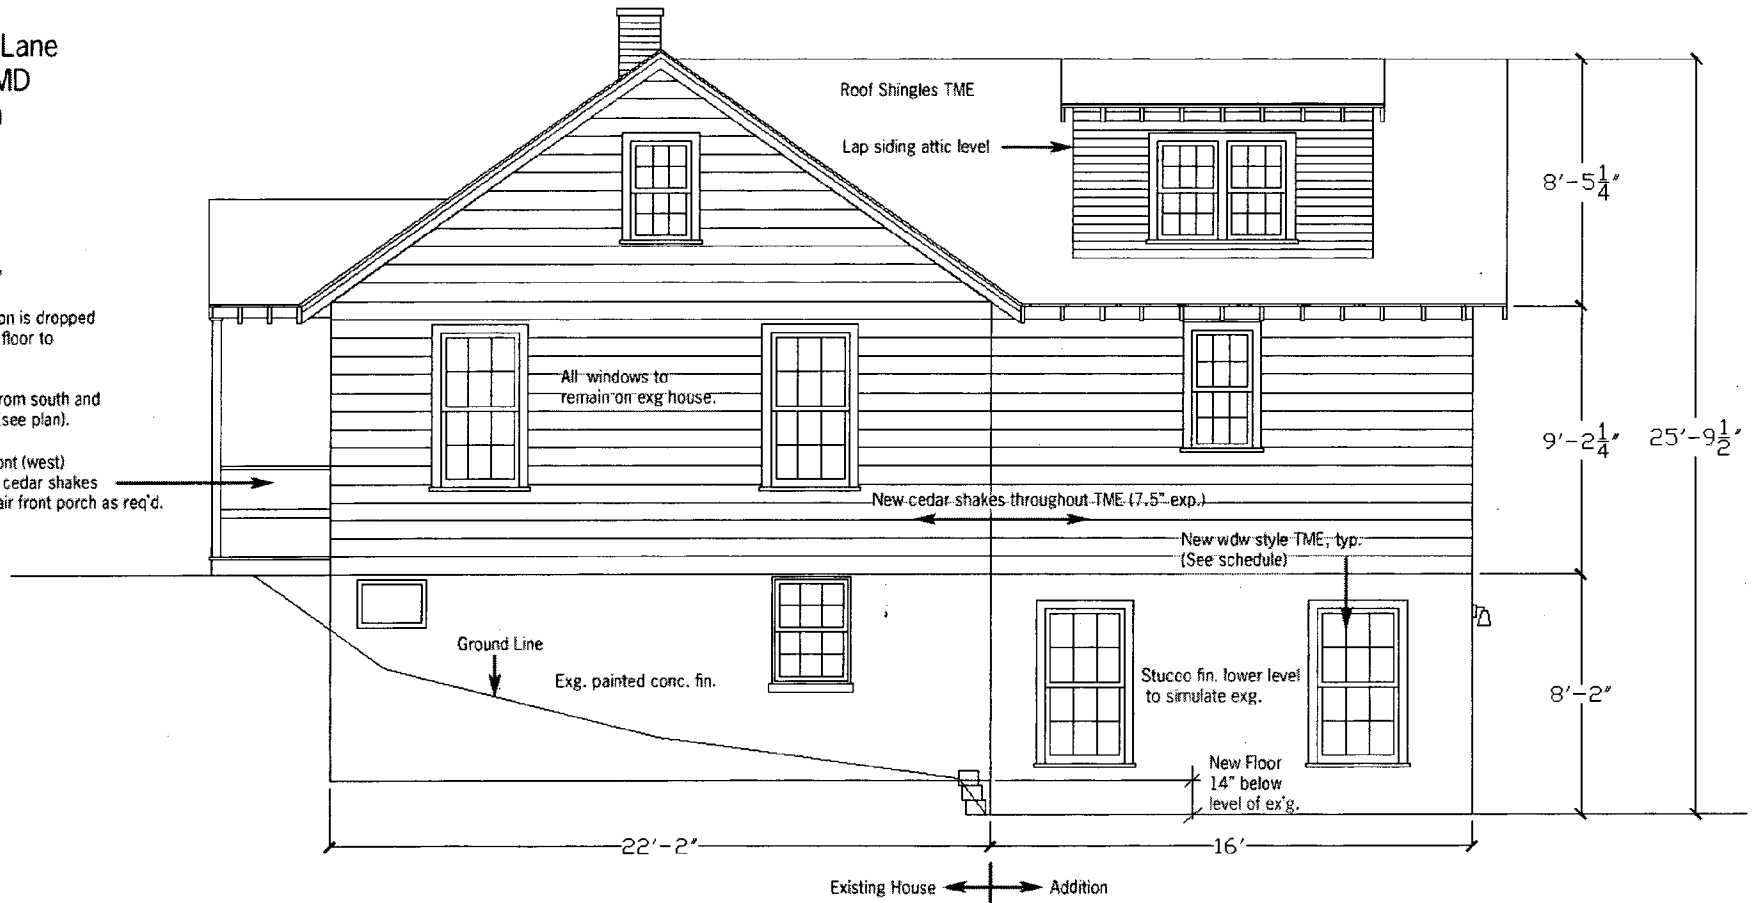 Lane
MD
on is dropped
floor to
rom south and
(see plan).
ont (west)
cedar shakes
air front porch as req'd.
Roof Shingles TME
Lap siding attic level
All windows to
remain on exg house.
New cedar shakes throughout TME (7.5" exp.)
New wdw style TME, typ.
(See schedule)
Ground Line
Exg. painted conc. fin.
Stucco fin. lower level
to simulate exg.
New Floor
14" below
level of ex'g.
8'-5 1/4"
9'-2 1/4"
25'-9 1/2"
8'-2"
22'-2"
16'
Existing House
Addition